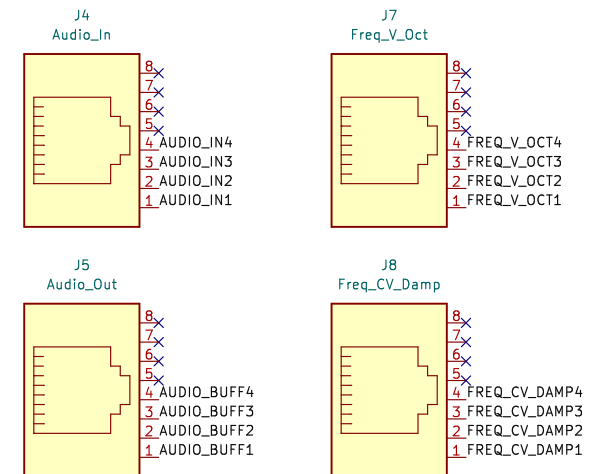 J4
Audio_In
8
7
6
5
4 AUDIO_IN4
3 AUDIO_IN3
2 AUDIO_IN2
1 AUDIO_IN1
J7
Freq_V_Oct
8
7
6
5
4 FREQ_V_OCT4
3 FREQ_V_OCT3
2 FREQ_V_OCT2
1 FREQ_V_OCT1
J5
Audio_Out
8
7
6
5
4 AUDIO_BUFF4
3 AUDIO_BUFF3
2 AUDIO_BUFF2
1 AUDIO_BUFF1
J8
Freq_CV_Damp
8
7
6
5
4 FREQ_CV_DAMP4
3 FREQ_CV_DAMP3
2 FREQ_CV_DAMP2
1 FREQ_CV_DAMP1